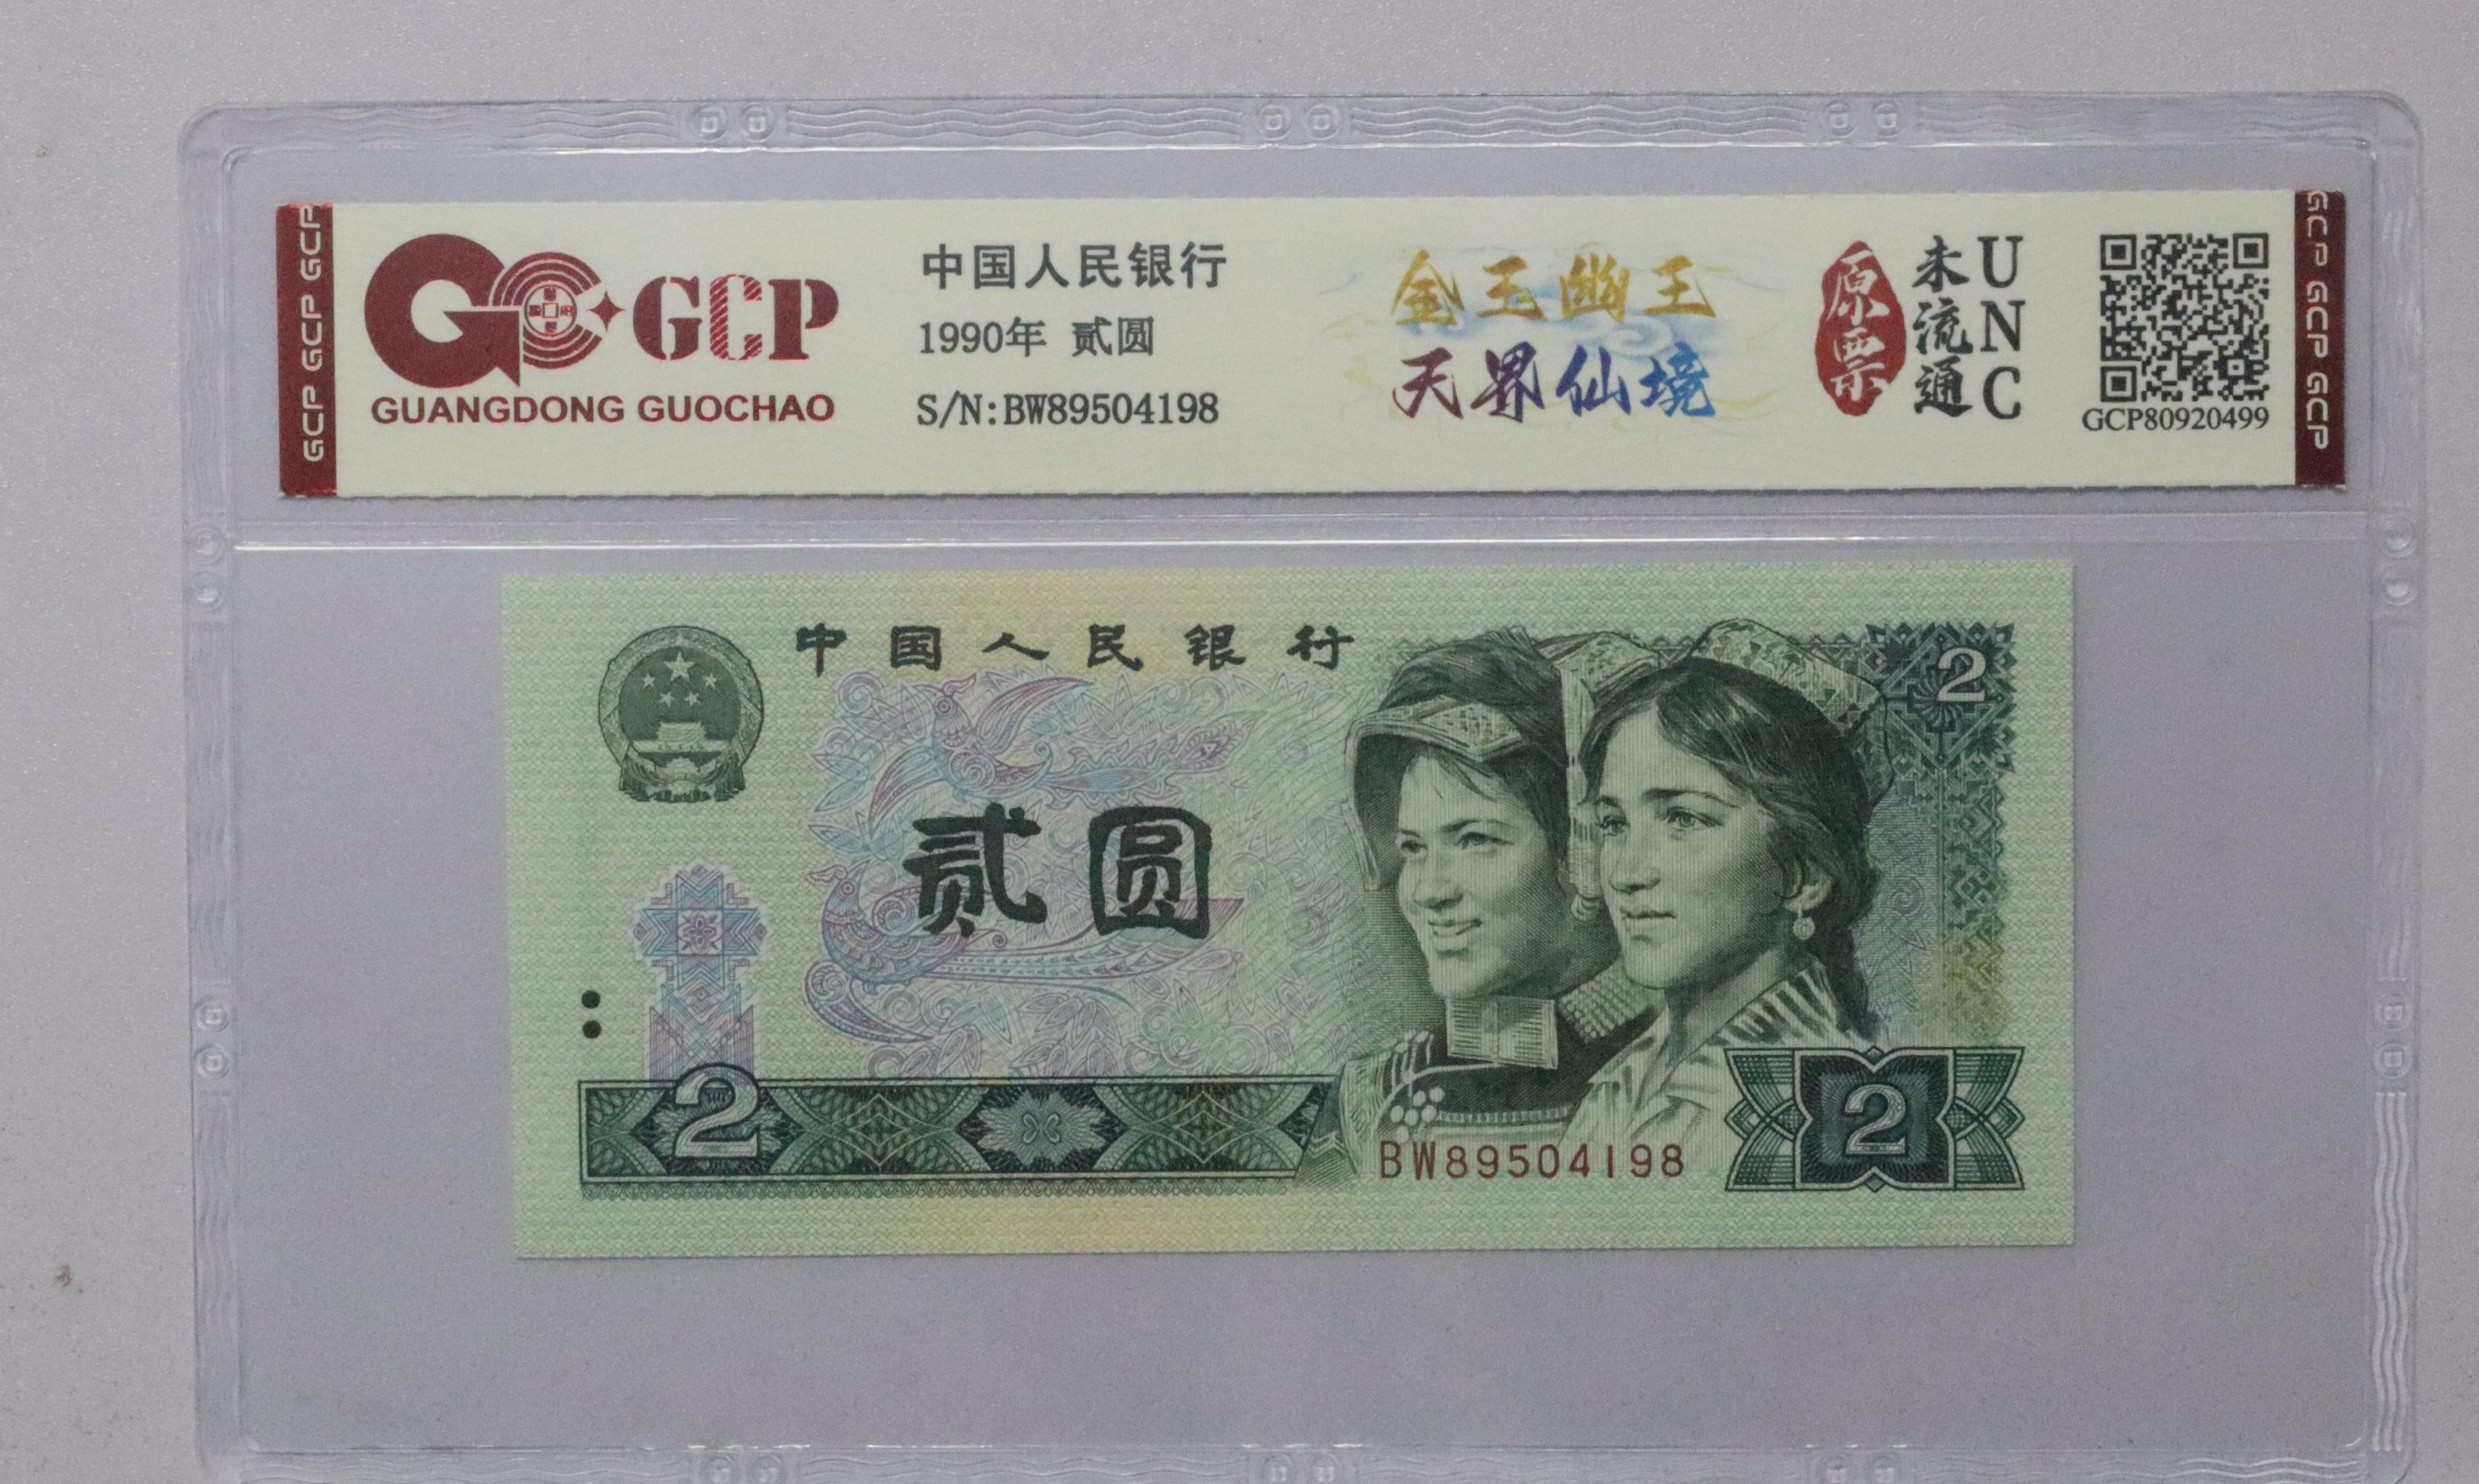 GCP GCP GCP
GCP
GUANGDONG GUOCHAO
中国人民银行
1990年 贰圆
S/N:BW89504198
金玉幽王
天界仙境
原票
未流通
UNC
GCP80920499
GCP GCP GCP
中国人民银行
贰圆
2
2
BW89504198
2